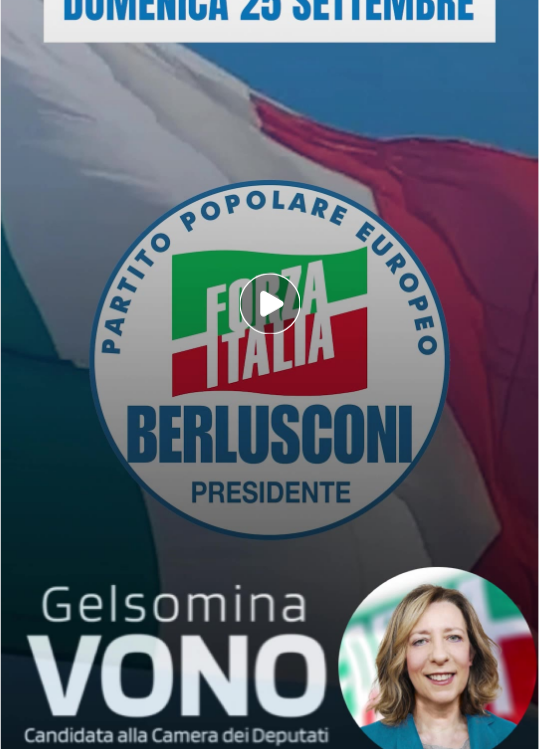 DOMENICA 25 SETTEMBRE
PARTITO POPOLARE EUROPEO
FORZA
ITALIA
BERLUSCONI
PRESIDENTE
Gelsomina
VONO
Candidata alla Camera dei Deputati